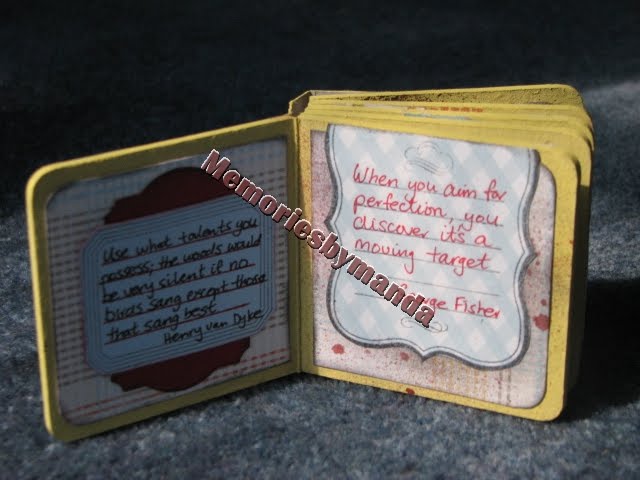 Use what talents you
possess; the woods would
be very silent if no
birds sang except those
that sang best
Henry van Dyke
When you aim for
perfection, you
discover it's a
moving target
George Fisher
Memoriesbymanda